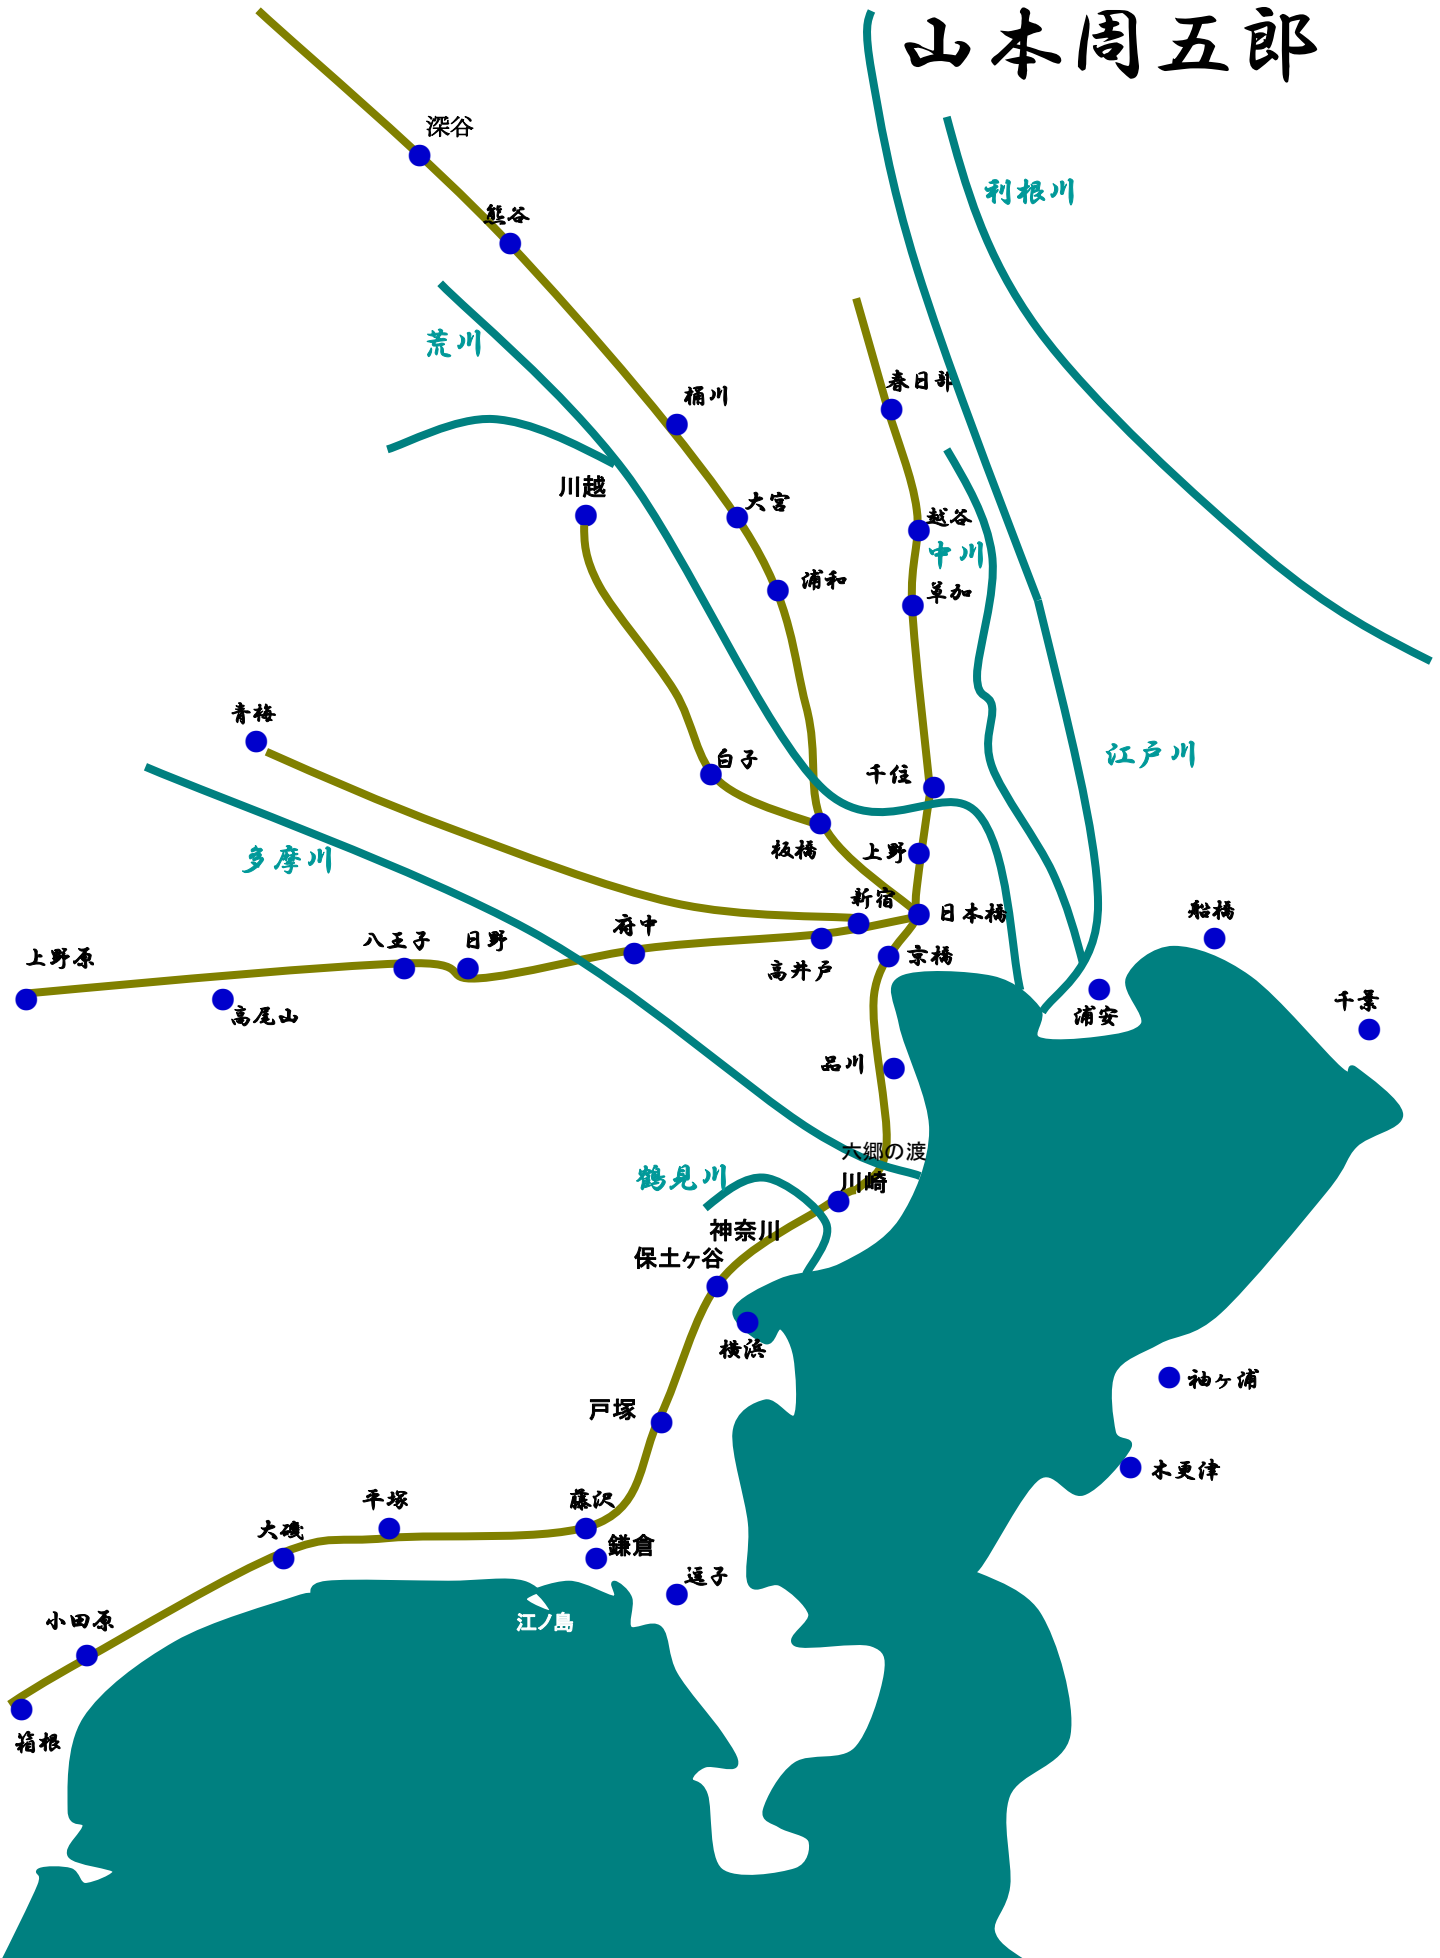 山本周五郎
深谷
利根川
熊谷
荒川
春日部
桶川
川越
大宮
越谷
中川
浦和
草加
青梅
江戸川
白子
千住
多摩川
板橋
上野
新宿
日本橋
船橋
府中
八王子
日野
上野原
高井戸
京橋
千葉
高尾山
浦安
品川
六郷の渡
鶴見川
川崎
神奈川
保土ヶ谷
横浜
袖ヶ浦
戸塚
木更津
平塚
藤沢
大磯
鎌倉
逗子
小田原
江ノ島
箱根